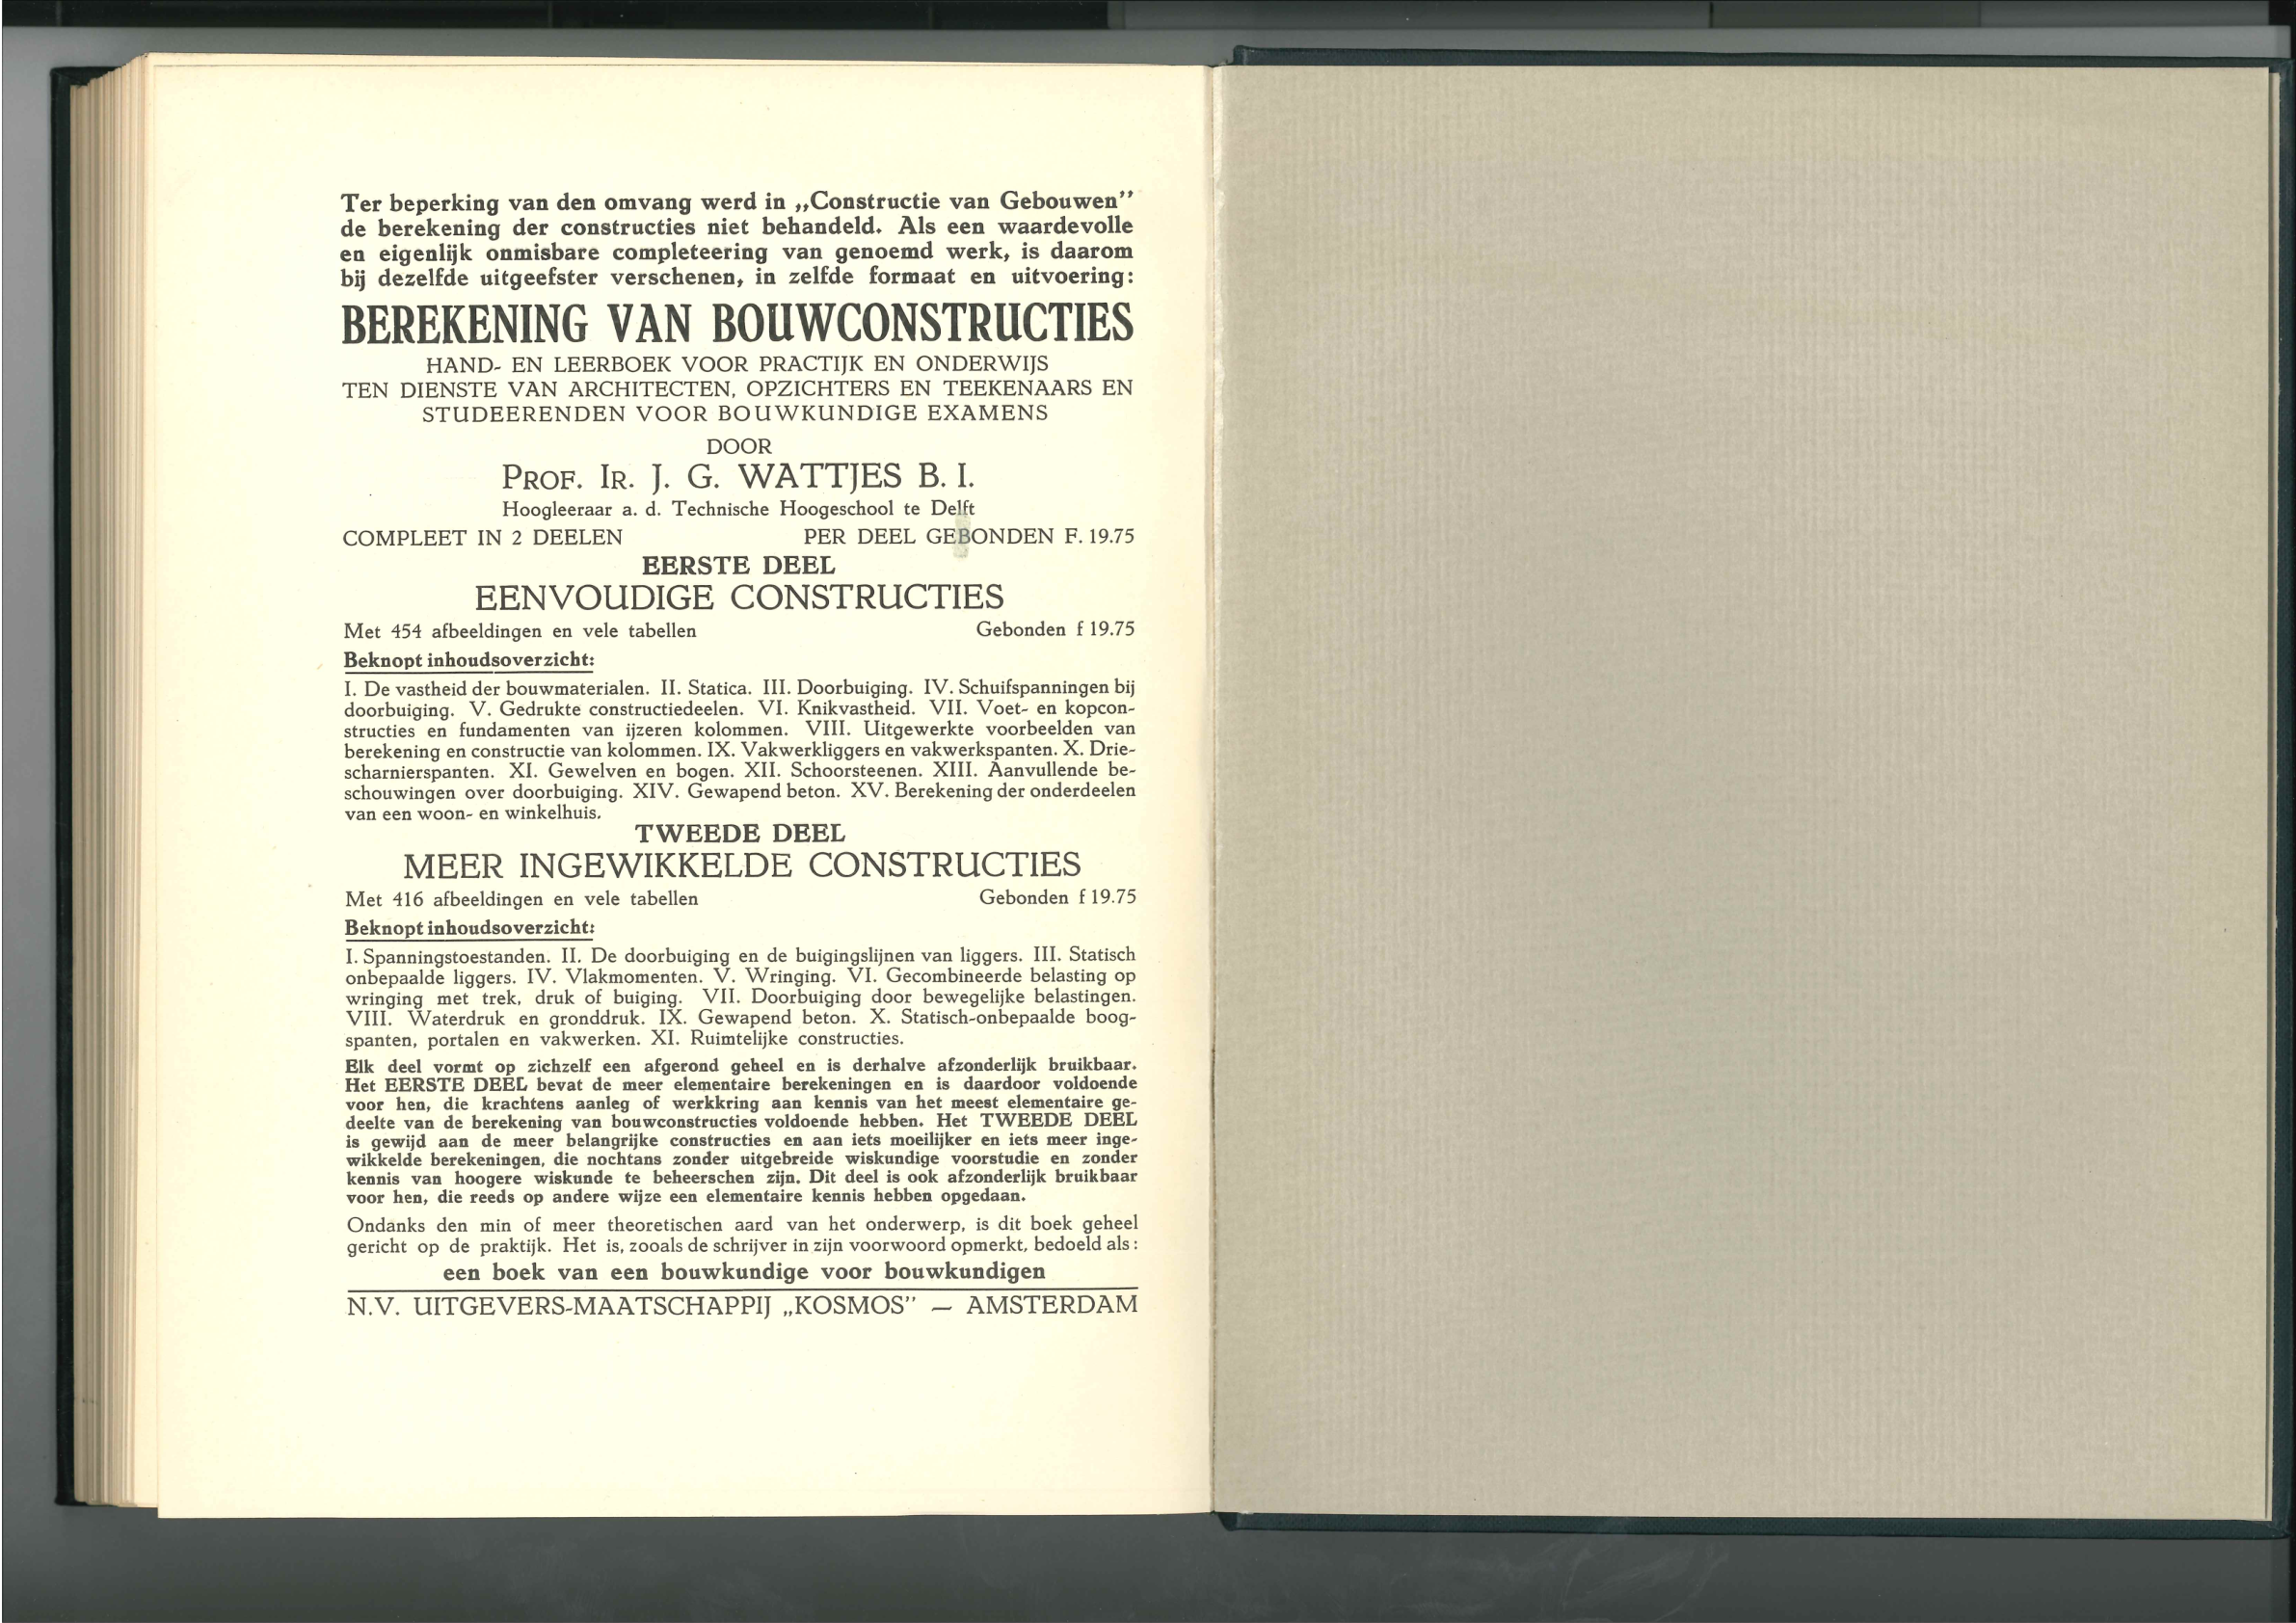 Ter beperking van den omvang werd in „Constructie van Gebouwen”
de berekening der constructies niet behandeld. Als een waardevolle
en eigenlijk onmisbare completeering van genoemd werk, is daarom
bij dezelfde uitgeefster verschenen, in zelfde formaat en uitvoering:
BEREKENING VAN BOUWCONSTRUCTIES
HAND- EN LEERBOEK VOOR PRACTIJK EN ONDERWIJS
TEN DIENSTE VAN ARCHITECTEN, OPZICHTERS EN TEEKENAARS EN
STUDEERENDEN VOOR BOUWKUNDIGE EXAMENS
DOOR
PROF. IR. J. G. WATTJES B. I.
Hoogleeraar a. d. Technische Hoogeschool te Delft
COMPLEET IN 2 DEELEN PER DEEL GEBONDEN F. 19.75
EERSTE DEEL
EENVOUDIGE CONSTRUCTIES
Met 454 afbeeldingen en vele tabellen Gebonden f 19.75
Beknopt inhoudsoverzicht:
I. De vastheid der bouwmaterialen. II. Statica. III. Doorbuiging. IV. Schuifspanningen bij
doorbuiging. V. Gedrukte constructiedeelen. VI. Knikvastheid. VII. Voet- en kopcon-
structies en fundamenten van ijzeren kolommen. VIII. Uitgewerkte voorbeelden van
berekening en constructie van kolommen. IX. Vakwerkliggers en vakwerkspanten. X. Drie-
scharnierspanten. XI. Gewelven en bogen. XII. Schoorsteenen. XIII. Aanvullende be-
schouwingen over doorbuiging. XIV. Gewapend beton. XV. Berekening der onderdeelen
van een woon- en winkelhuis.
TWEEDE DEEL
MEER INGEWIKKELDE CONSTRUCTIES
Met 416 afbeeldingen en vele tabellen Gebonden f 19.75
Beknopt inhoudsoverzicht:
I. Spanningstoestanden. II. De doorbuiging en de buigingslijnen van liggers. III. Statisch
onbepaalde liggers. IV. Vlakmomenten. V. Wringing. VI. Gecombineerde belasting op
wringing met trek, druk of buiging. VII. Doorbuiging door bewegelijke belastingen.
VIII. Waterdruk en gronddruk. IX. Gewapend beton. X. Statisch-onbepaalde boog-
spanten, portalen en vakwerken. XI. Ruimtelijke constructies.
Elk deel vormt op zichzelf een afgerond geheel en is derhalve afzonderlijk bruikbaar.
Het EERSTE DEEL bevat de meer elementaire berekeningen en is daardoor voldoende
voor hen, die krachtens aanleg of werkkring aan kennis van het meest elementaire ge-
deelte van de berekening van bouwconstructies voldoende hebben. Het TWEEDE DEEL
is gewijd aan de meer belangrijke constructies en aan iets moeilijker en iets meer inge-
wikkelde berekeningen, die nochtans zonder uitgebreide wiskundige voorstudie en zonder
kennis van hoogere wiskunde te beheerschen zijn. Dit deel is ook afzonderlijk bruikbaar
voor hen, die reeds op andere wijze een elementaire kennis hebben opgedaan.
Ondanks den min of meer theoretischen aard van het onderwerp, is dit boek geheel
gericht op de praktijk. Het is, zooals de schrijver in zijn voorwoord opmerkt, bedoeld als:
een boek van een bouwkundige voor bouwkundigen
N.V. UITGEVERS-MAATSCHAPPIJ „KOSMOS” — AMSTERDAM